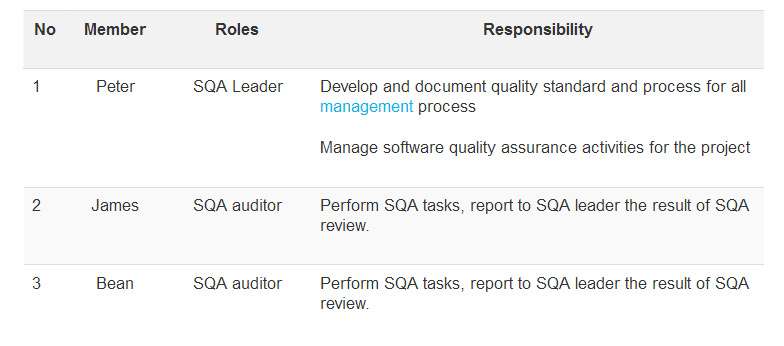 No Member Roles Responsibility
1 Peter SQA Leader Develop and document quality standard and process for all
management process
Manage software quality assurance activities for the project
2 James SQA auditor Perform SQA tasks, report to SQA leader the result of SQA
review.
3 Bean SQA auditor Perform SQA tasks, report to SQA leader the result of SQA
review.